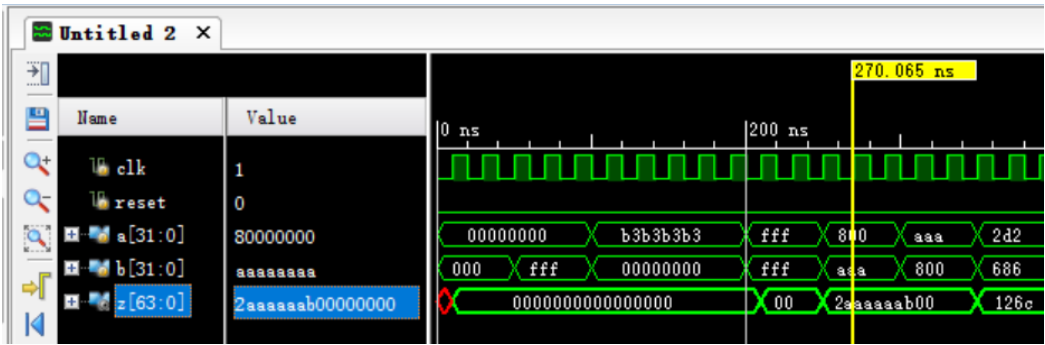 Untitled 2 X
270.065 ns
Name Value
0 ns 200 ns
clk 1
reset 0
a[31:0] 80000000 00000000 b3b3b3b3 fff 800 aaa 2d2
b[31:0] aaaaaaaa 000 fff 00000000 fff aaa 800 686
z[63:0] 2aaaaaab00000000 0000000000000000 00 2aaaaaab00 126c